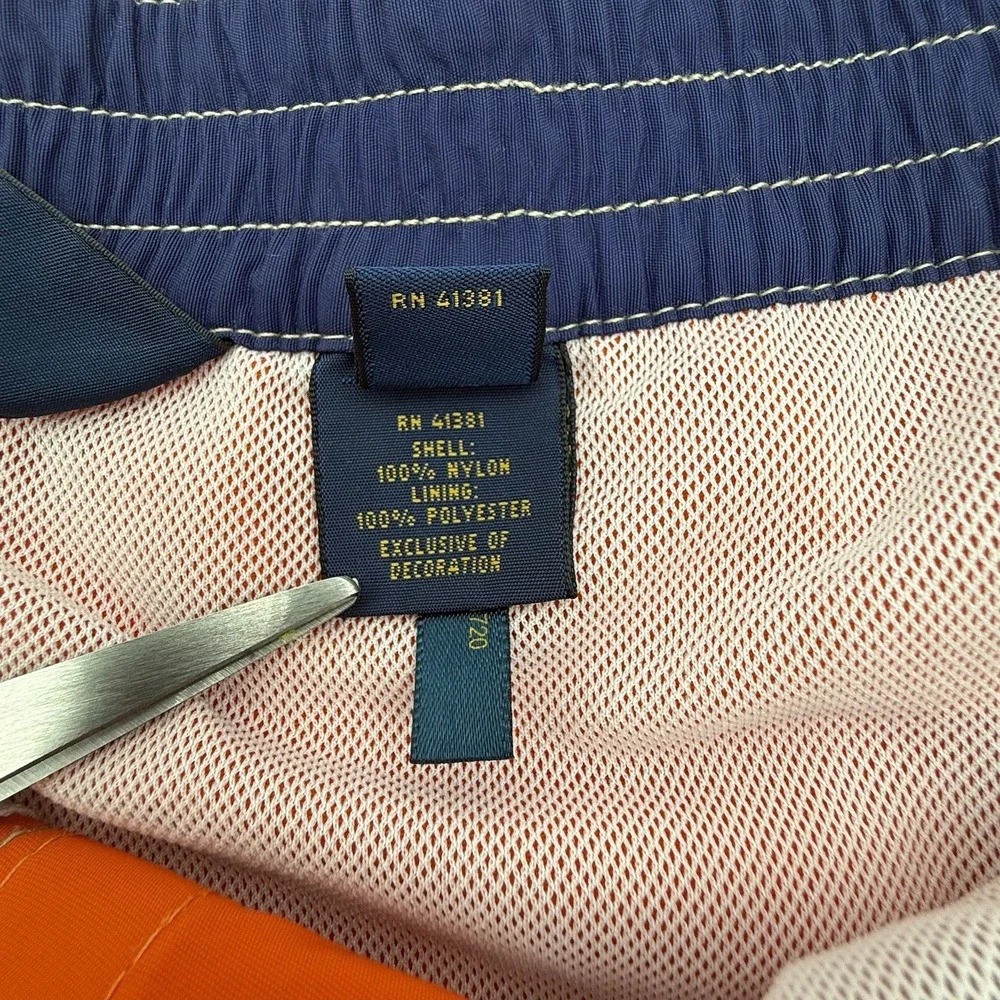 RN 41381
RN 41381
SHELL:
100% NYLON
LINING:
100% POLYESTER
EXCLUSIVE OF
DECORATION
720